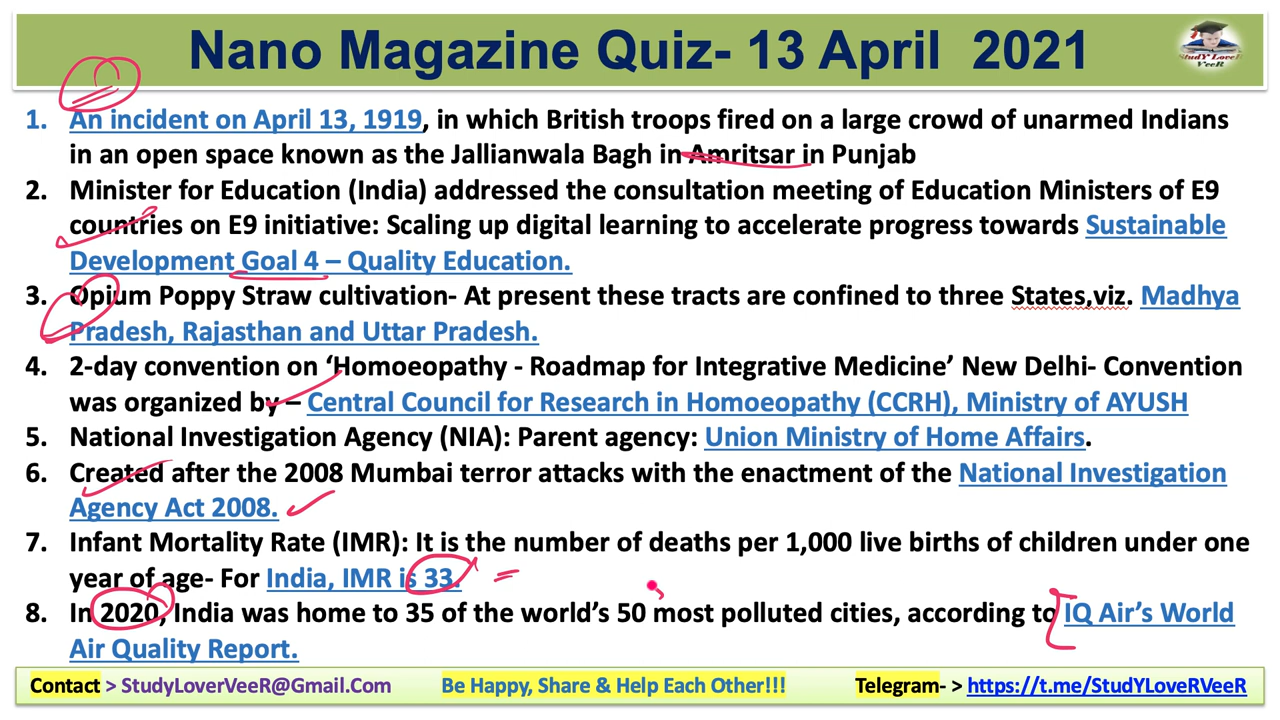 Nano Magazine Quiz- 13 April 2021
StudY LoveR
VeeR
1. An incident on April 13, 1919, in which British troops fired on a large crowd of unarmed Indians
in an open space known as the Jallianwala Bagh in Amritsar in Punjab
2. Minister for Education (India) addressed the consultation meeting of Education Ministers of E9
countries on E9 initiative: Scaling up digital learning to accelerate progress towards Sustainable
Development Goal 4 – Quality Education.
3. Opium Poppy Straw cultivation- At present these tracts are confined to three States,viz. Madhya
Pradesh, Rajasthan and Uttar Pradesh.
4. 2-day convention on ‘Homoeopathy - Roadmap for Integrative Medicine’ New Delhi- Convention
was organized by – Central Council for Research in Homoeopathy (CCRH), Ministry of AYUSH
5. National Investigation Agency (NIA): Parent agency: Union Ministry of Home Affairs.
6. Created after the 2008 Mumbai terror attacks with the enactment of the National Investigation
Agency Act 2008.
7. Infant Mortality Rate (IMR): It is the number of deaths per 1,000 live births of children under one
year of age- For India, IMR is 33.
8. In 2020, India was home to 35 of the world’s 50 most polluted cities, according to IQ Air’s World
Air Quality Report.
Contact > StudyLoverVeeR@Gmail.Com Be Happy, Share & Help Each Other!!! Telegram- > https://t.me/StudYLoveRVeeR